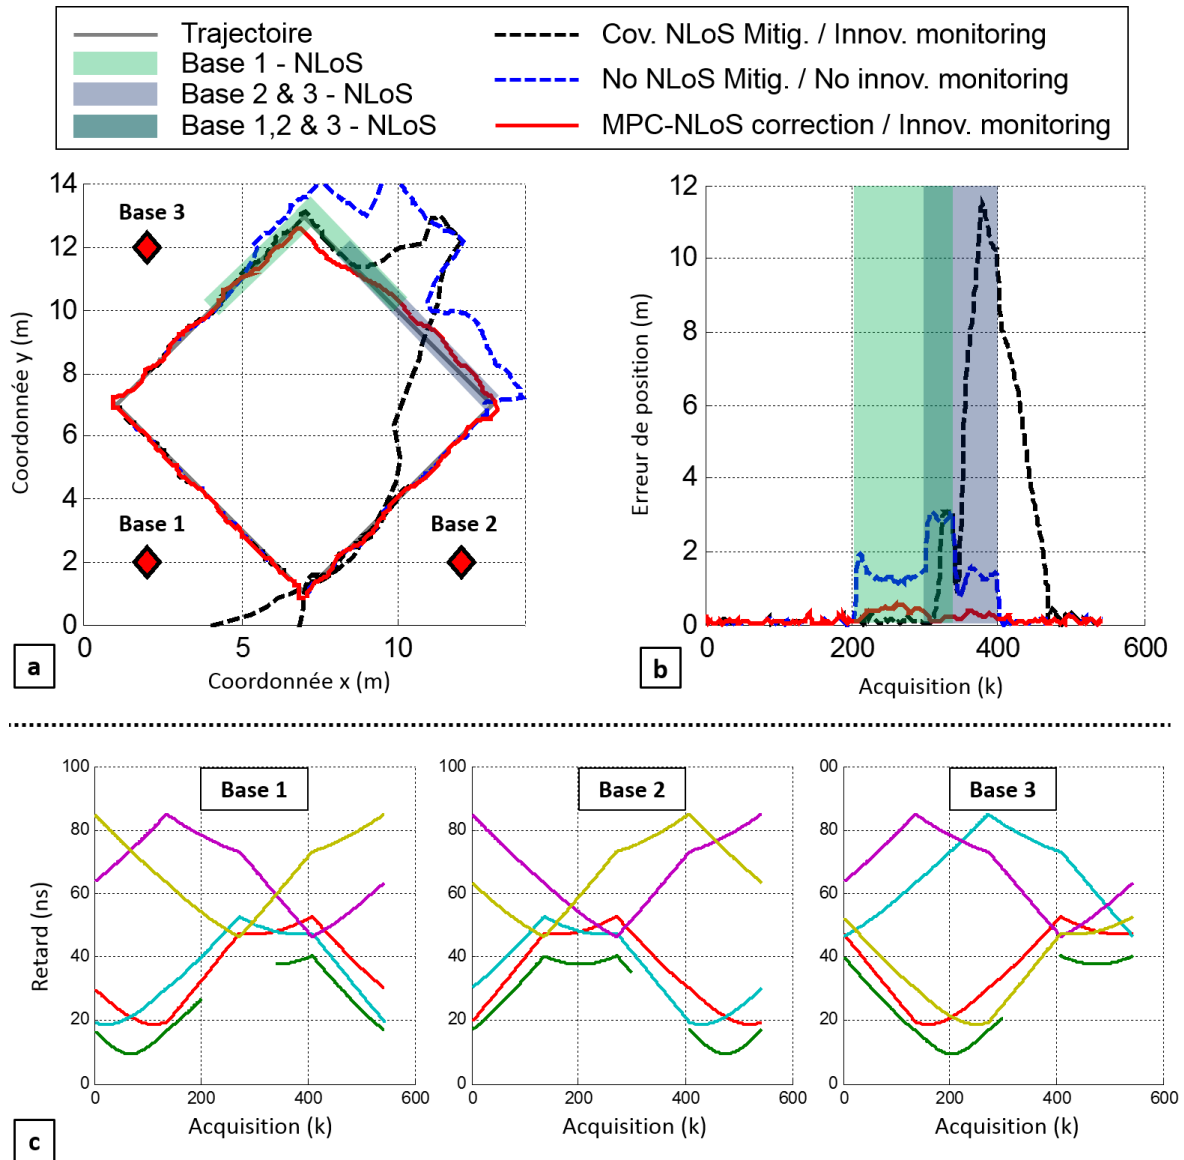 Trajectoire
Base 1 - NLoS
Base 2 & 3 - NLoS
Base 1,2 & 3 - NLoS
Cov. NLoS Mitig. / Innov. monitoring
No NLoS Mitig. / No innov. monitoring
MPC-NLoS correction / Innov. monitoring
14
12
10
8
6
4
2
0
0
5
10
Coordonnée y (m)
Coordonnée x (m)
Base 3
Base 1
Base 2
a
12
10
8
6
4
2
0
0
200
400
600
Erreur de position (m)
Acquisition (k)
b
100
80
60
40
20
0
0
200
400
600
Retard (ns)
Base 1
Acquisition (k)
100
80
60
40
20
0
0
200
400
600
Base 2
Acquisition (k)
00
80
60
40
20
0
0
200
400
600
Base 3
Acquisition (k)
c